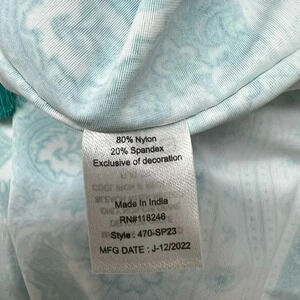 80% Nylon
20% Spandex
Exclusive of decoration
Made In India
RN#118246
Style : 470-SP23
MFG DATE : J-12/2022